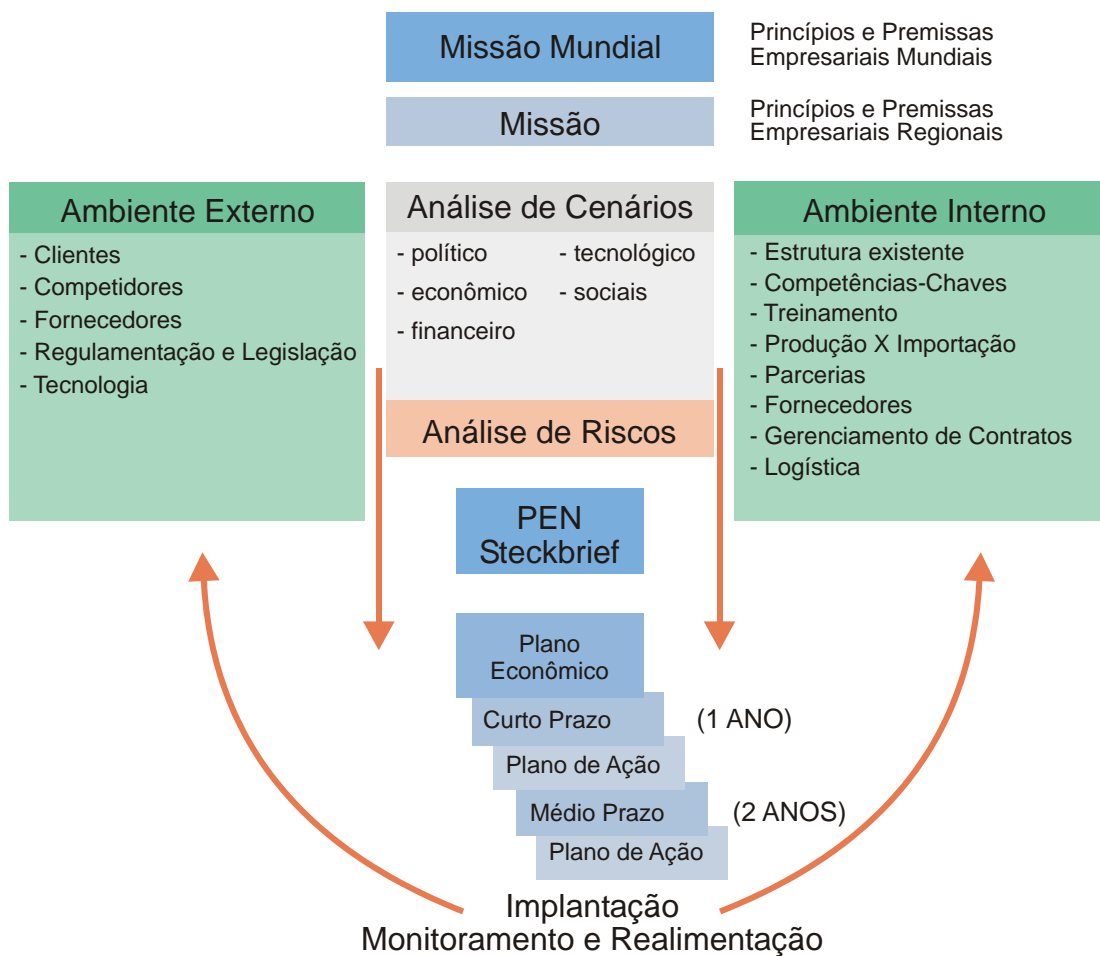 Missão Mundial
Princípios e Premissas
Empresariais Mundiais
Missão
Princípios e Premissas
Empresariais Regionais
Ambiente Externo
- Clientes
- Competidores
- Fornecedores
- Regulamentação e Legislação
- Tecnologia
Análise de Cenários
- político
- tecnológico
- econômico
- sociais
- financeiro
Análise de Riscos
Ambiente Interno
- Estrutura existente
- Competências-Chaves
- Treinamento
- Produção X Importação
- Parcerias
- Fornecedores
- Gerenciamento de Contratos
- Logística
PEN
Steckbrief
Plano
Econômico
Curto Prazo
(1 ANO)
Plano de Ação
Médio Prazo
(2 ANOS)
Plano de Ação
Implantação
Monitoramento e Realimentação